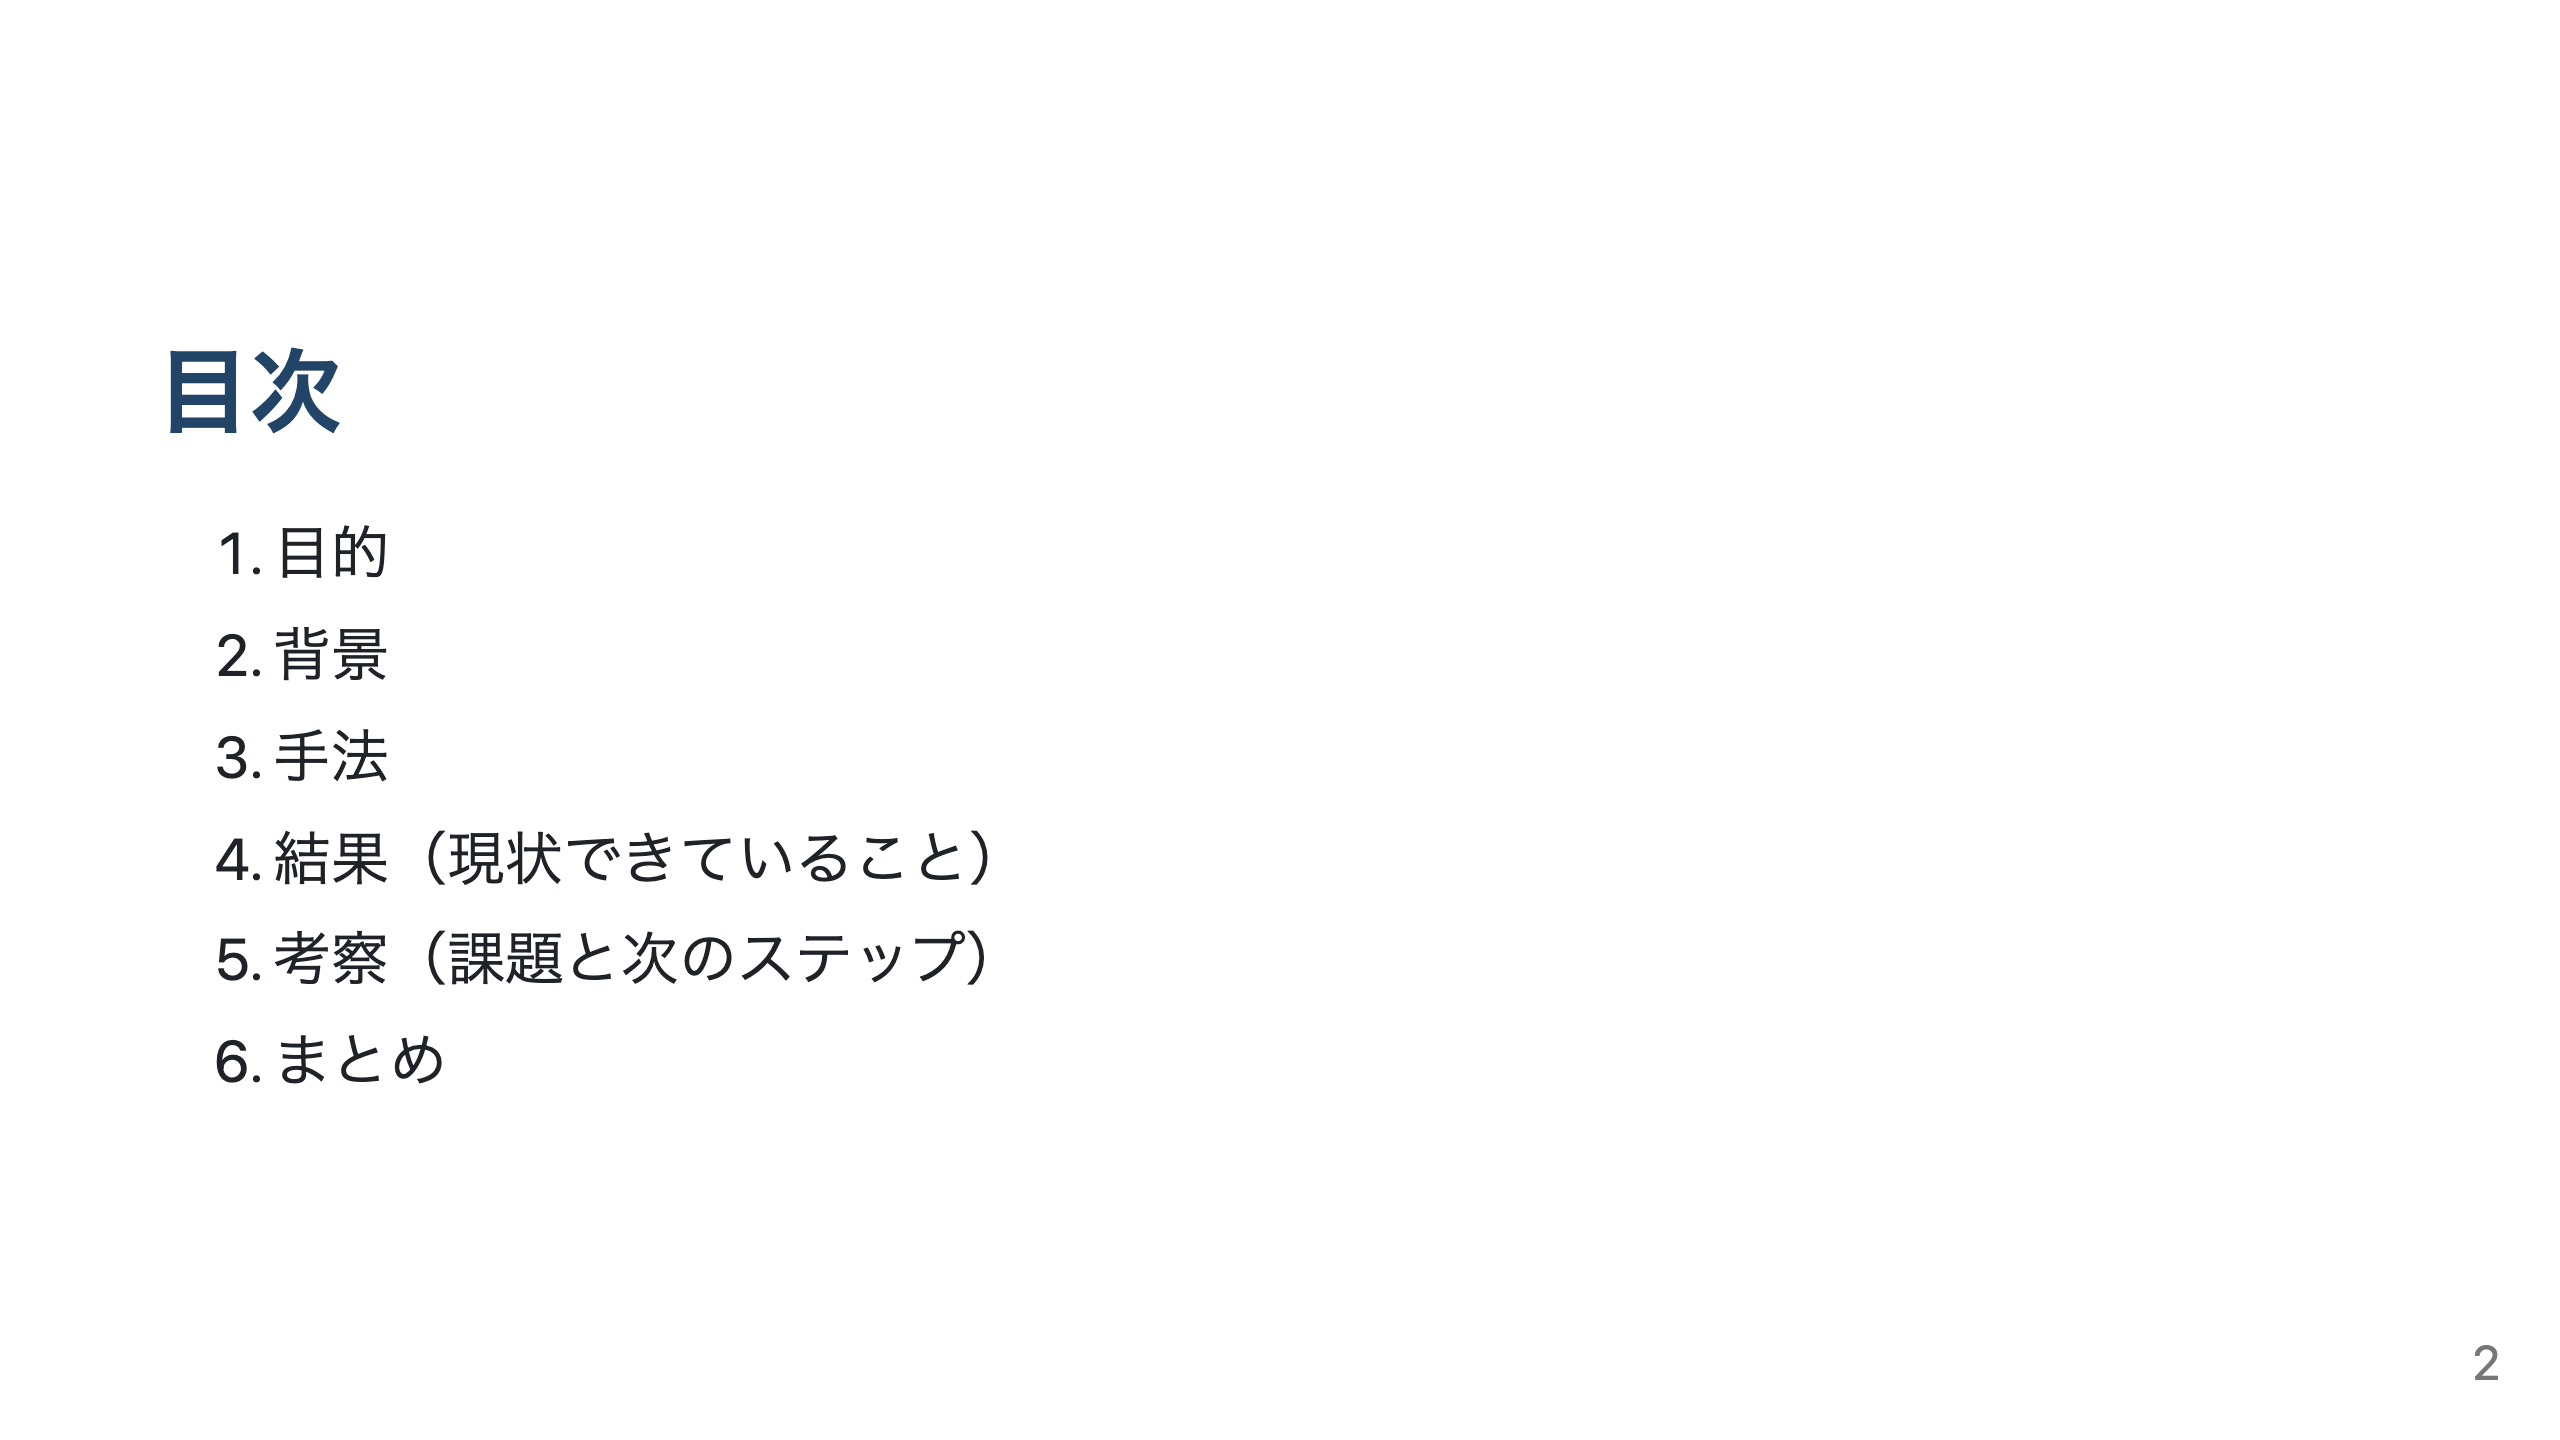 目次
1. 目的
2. 背景
3. 手法
4. 結果（現状できていること）
5. 考察（課題と次のステップ）
6. まとめ
2